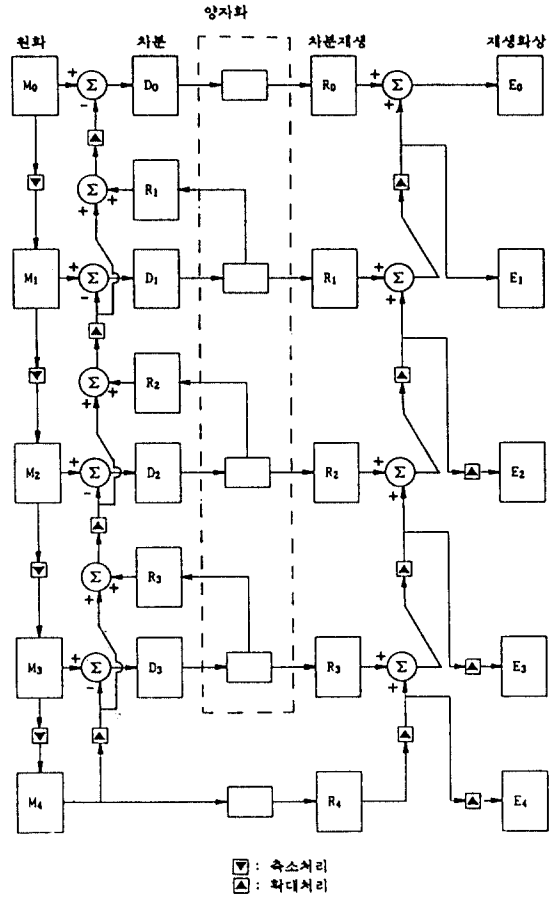 양자화
원화 차분 차분재생 재생화상
M₀ + Σ D₀ R₀ + Σ E₀
- +
Σ R₁
+ +
M₁ + Σ D₁ R₁ + Σ E₁
- +
Σ R₂
+ +
M₂ + Σ D₂ R₂ + Σ E₂
- +
Σ R₃
+ +
M₃ + Σ D₃ R₃ + Σ E₃
- +
M₄ R₄ E₄
▼ : 축소처리
▲ : 확대처리